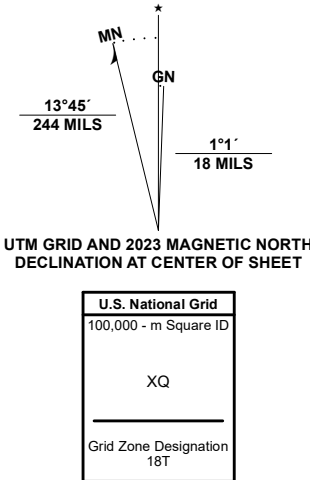 MN
GN
13°45´
244 MILS
1°1´
18 MILS
UTM GRID AND 2023 MAGNETIC NORTH
DECLINATION AT CENTER OF SHEET
U.S. National Grid
100,000 - m Square ID
XQ
Grid Zone Designation
18T